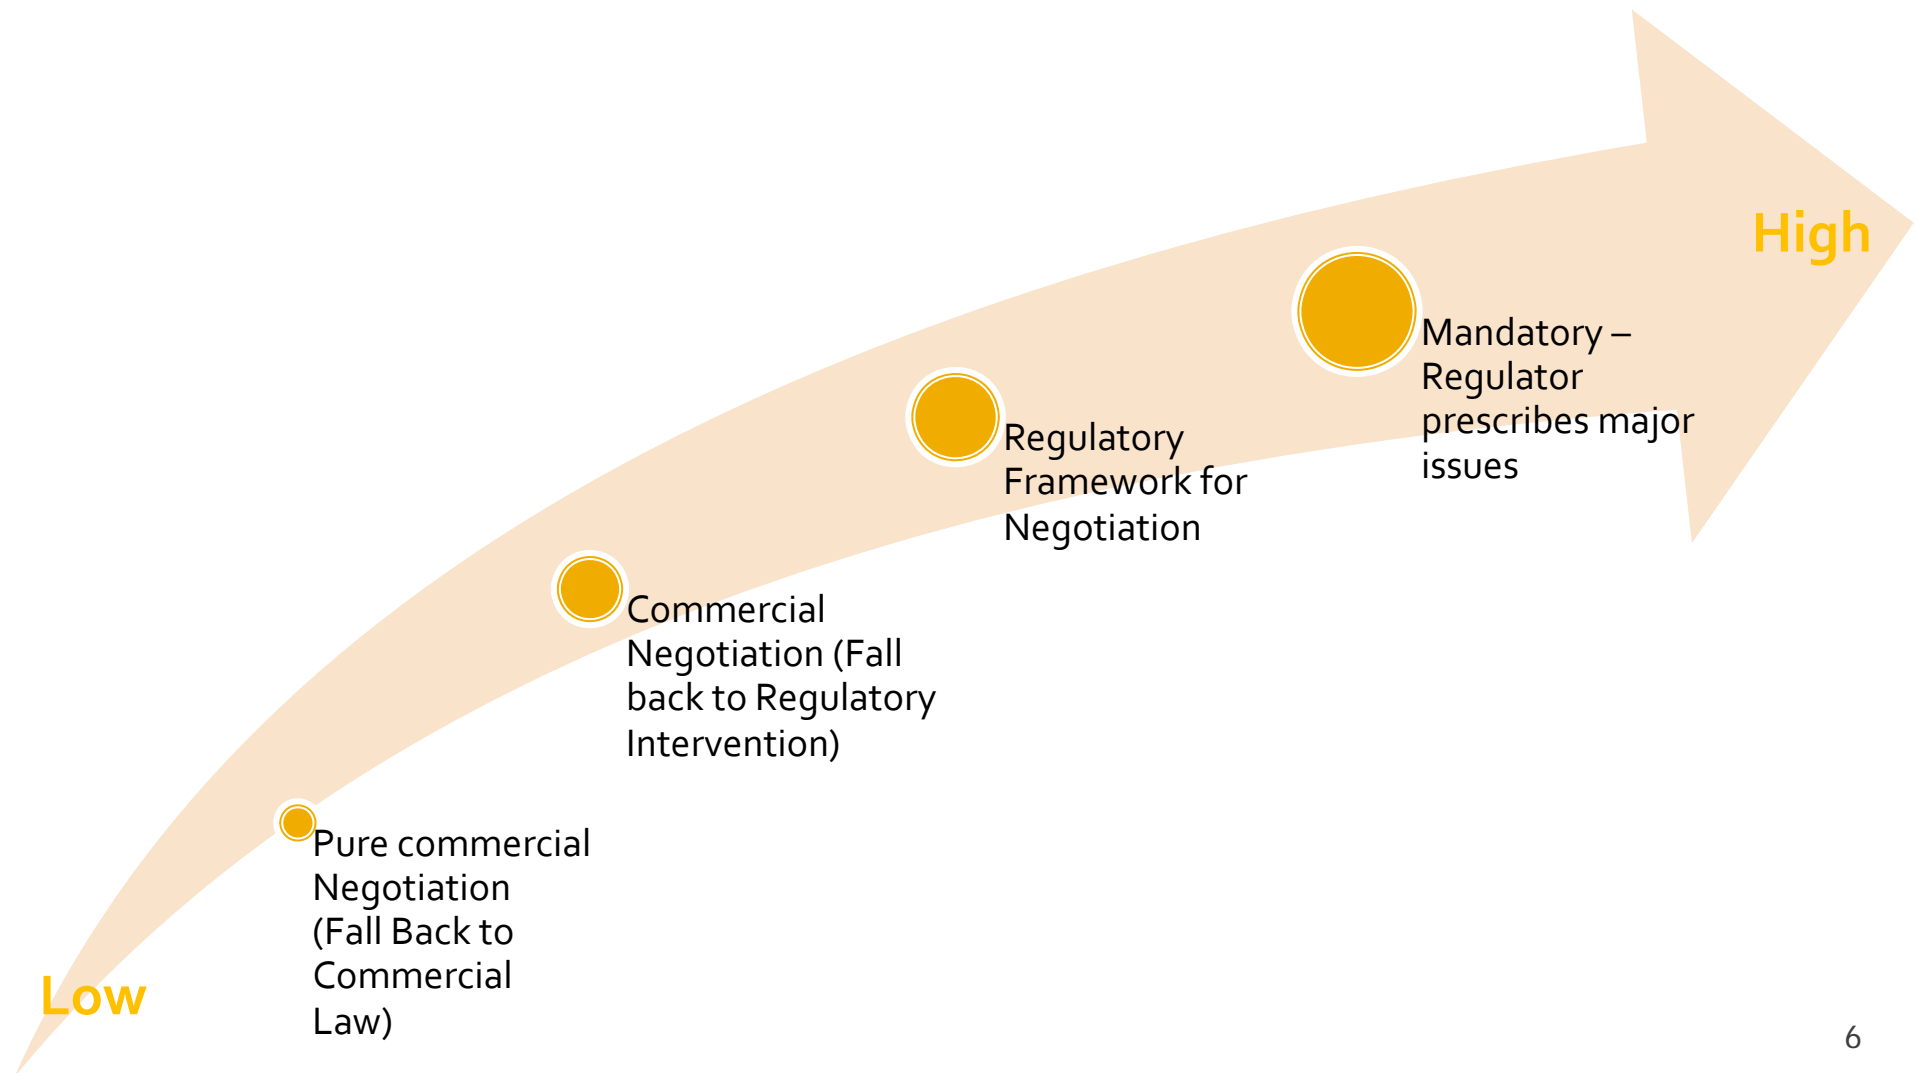 High
Mandatory –
Regulator
prescribes major
issues
Regulatory
Framework for
Negotiation
Commercial
Negotiation (Fall
back to Regulatory
Intervention)
Pure commercial
Negotiation
(Fall Back to
Commercial
Law)
Low
6